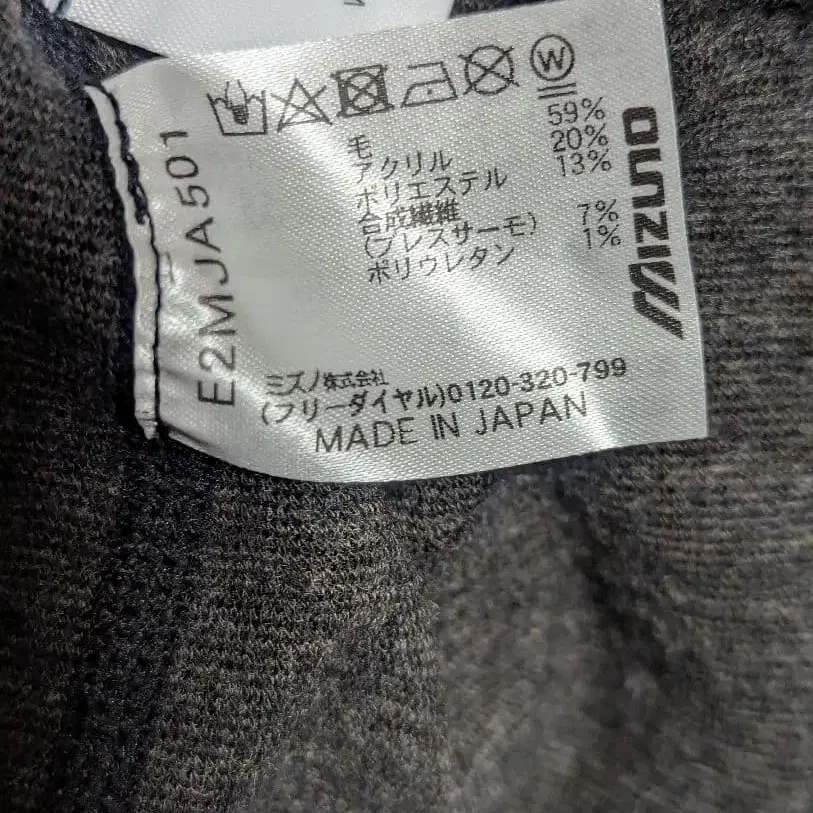 W
毛 59%
アクリル 20%
ポリエステル 13%
合成繊維
(ブレスサーモ) 7%
ポリウレタン 1%
MIZUNO
E2MJA501
ミズノ株式会社
(フリーダイヤル)0120-320-799
MADE IN JAPAN